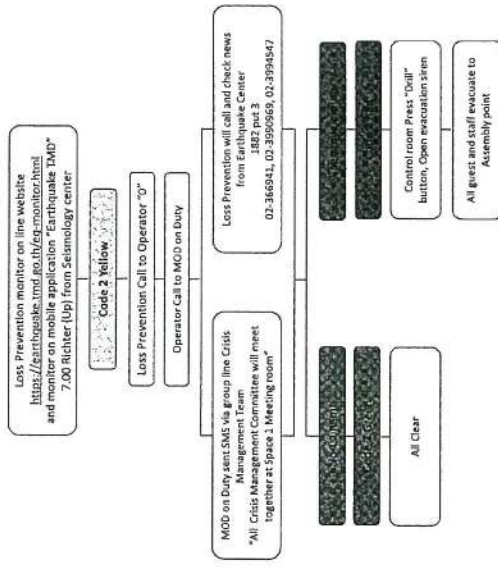 Loss Prevention monitor on line website
https://earthquake.tmd.go.th/eq-monitor.html
and monitor on mobile application "Earthquake TMD"
7.00 Richter (Up) from Seismology center
Code 2 Yellow
Loss Prevention Call to Operator "0"
Operator Call to MOD on Duty
MOD on Duty sent SMS via group line Crisis
Management Team
"All Crisis Management Committee will meet
together at Space 1 Meeting room"
Loss Prevention will call and check news
from Earthquake Center
1882 put 3
02-366941, 02-3990969, 02-3994547
All Clear
Control room Press "Drill"
button, Open evacuation siren
All guest and staff evacuate to
Assembly point